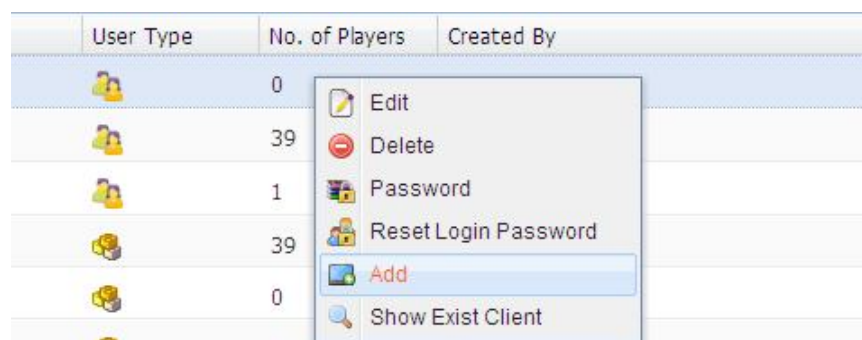 User Type No. of Players Created By
0
Edit
39
Delete
1
Password
39
Reset Login Password
Add
0
Show Exist Client